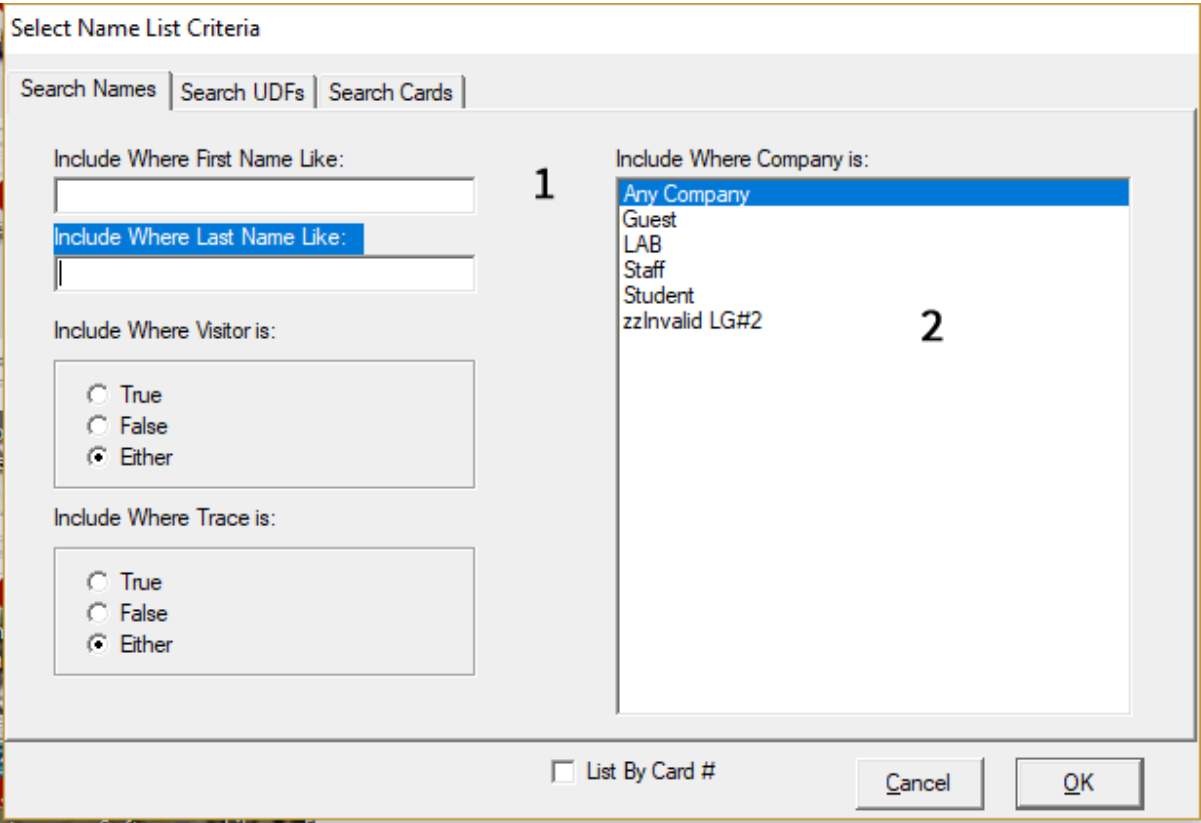 Select Name List Criteria
Search Names
Search UDFs
Search Cards
Include Where First Name Like:
1
Include Where Last Name Like:
Include Where Visitor is:
True
False
Either
Include Where Trace is:
True
False
Either
Include Where Company is:
Any Company
Guest
LAB
Staff
Student
zzInvalid LG#2
2
List By Card #
Cancel
OK